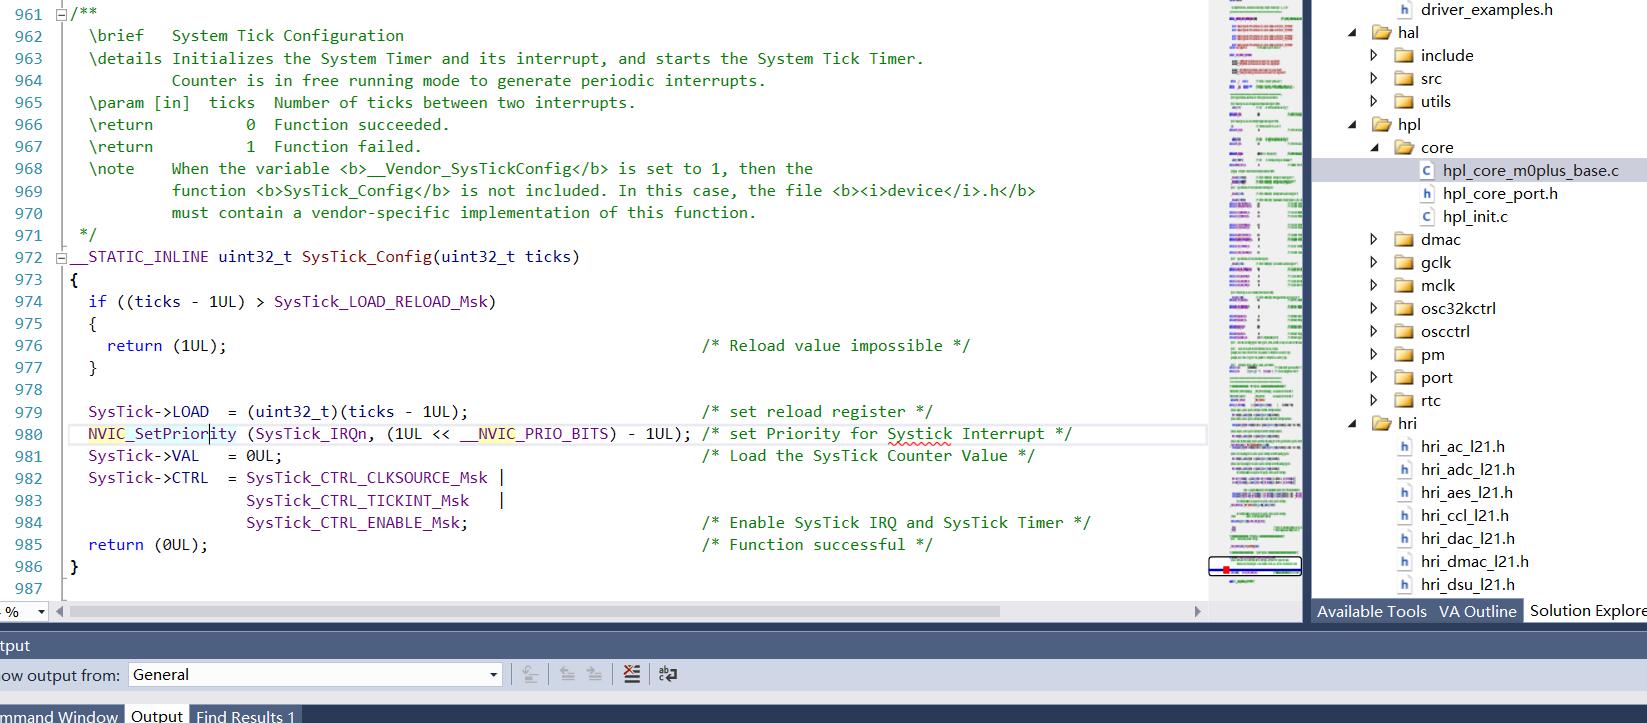 961 /**
962 \brief System Tick Configuration
963 \details Initializes the System Timer and its interrupt, and starts the System Tick Timer.
964 Counter is in free running mode to generate periodic interrupts.
965 \param [in] ticks Number of ticks between two interrupts.
966 \return 0 Function succeeded.
967 \return 1 Function failed.
968 \note When the variable <b>__Vendor_SysTickConfig</b> is set to 1, then the
969 function <b>SysTick_Config</b> is not included. In this case, the file <b><i>device</i>.h</b>
970 must contain a vendor-specific implementation of this function.
971 */
972 __STATIC_INLINE uint32_t SysTick_Config(uint32_t ticks)
973 {
974 if ((ticks - 1UL) > SysTick_LOAD_RELOAD_Msk)
975 {
976 return (1UL); /* Reload value impossible */
977 }
978
979 SysTick->LOAD = (uint32_t)(ticks - 1UL); /* set reload register */
980 NVIC_SetPriority (SysTick_IRQn, (1UL << __NVIC_PRIO_BITS) - 1UL); /* set Priority for Systick Interrupt */
981 SysTick->VAL = 0UL; /* Load the SysTick Counter Value */
982 SysTick->CTRL = SysTick_CTRL_CLKSOURCE_Msk |
983 SysTick_CTRL_TICKINT_Msk |
984 SysTick_CTRL_ENABLE_Msk; /* Enable SysTick IRQ and SysTick Timer */
985 return (0UL); /* Function successful */
986 }
987
%
driver_examples.h
hal
include
src
utils
hpl
core
hpl_core_m0plus_base.c
hpl_core_port.h
hpl_init.c
dmac
gclk
mclk
osc32kctrl
oscctrl
pm
port
rtc
hri
hri_ac_l21.h
hri_adc_l21.h
hri_aes_l21.h
hri_ccl_l21.h
hri_dac_l21.h
hri_dmac_l21.h
hri_dsu_l21.h
Available Tools VA Outline Solution Explore
tput
ow output from: General
mmand Window Output Find Results 1